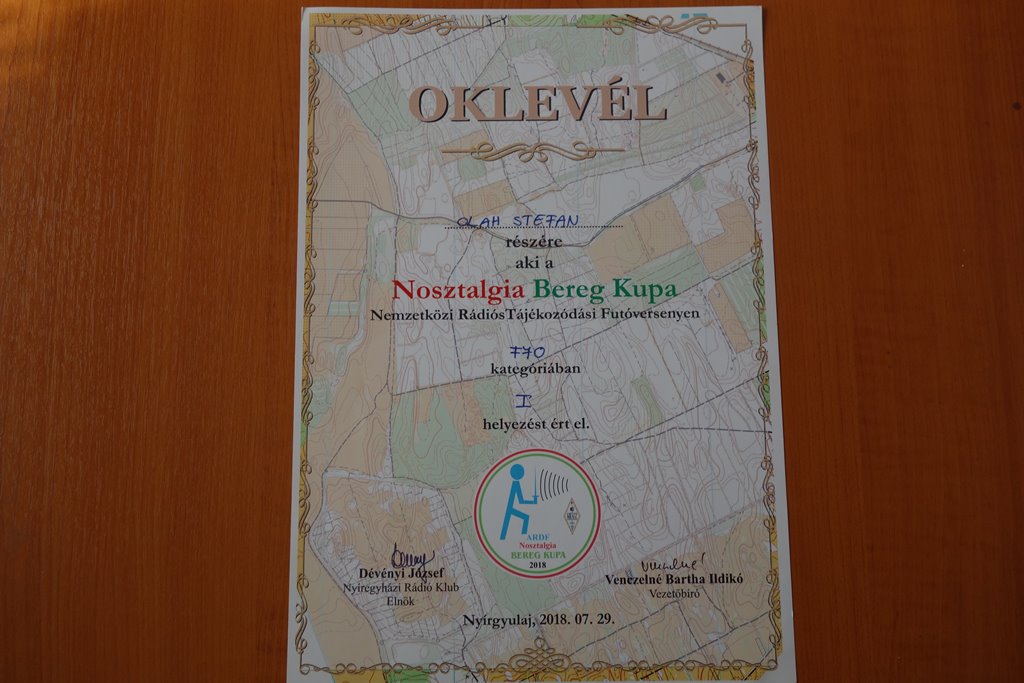 OKLEVÉL
OLAH STEFAN
részére
aki a
Nosztalgia Bereg Kupa
Nemzetközi RádiósTájékozódási Futóversenyen
F70
kategóriában
I
helyezést ért el.
ARDF
Nosztalgia
BEREG KUPA
2018
Dévényi József
Nyíregyházi Rádió Klub
Elnök
Venczelné Bartha Ildikó
Vezetőbíró
Nyírgyulaj, 2018. 07. 29.